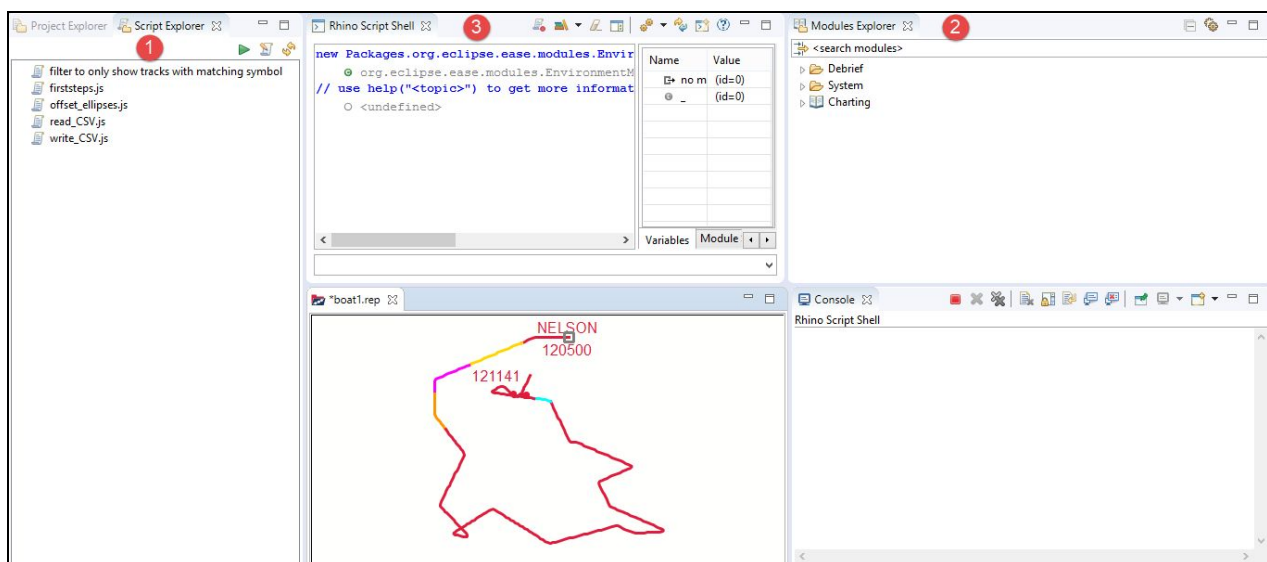 Project Explorer Script Explorer
1
filter to only show tracks with matching symbol
firststeps.js
offset_ellipses.js
read_CSV.js
write_CSV.js
Rhino Script Shell 3
new Packages.org.eclipse.ease.modules.Envir
org.eclipse.ease.modules.EnvironmentM
// use help("<topic>") to get more informat
<undefined>
Name Value
no m (id=0)
_ (id=0)
Variables Module
Modules Explorer 2
<search modules>
Debrief
System
Charting
*boat1.rep
NELSON
120500
121141
Console
Rhino Script Shell